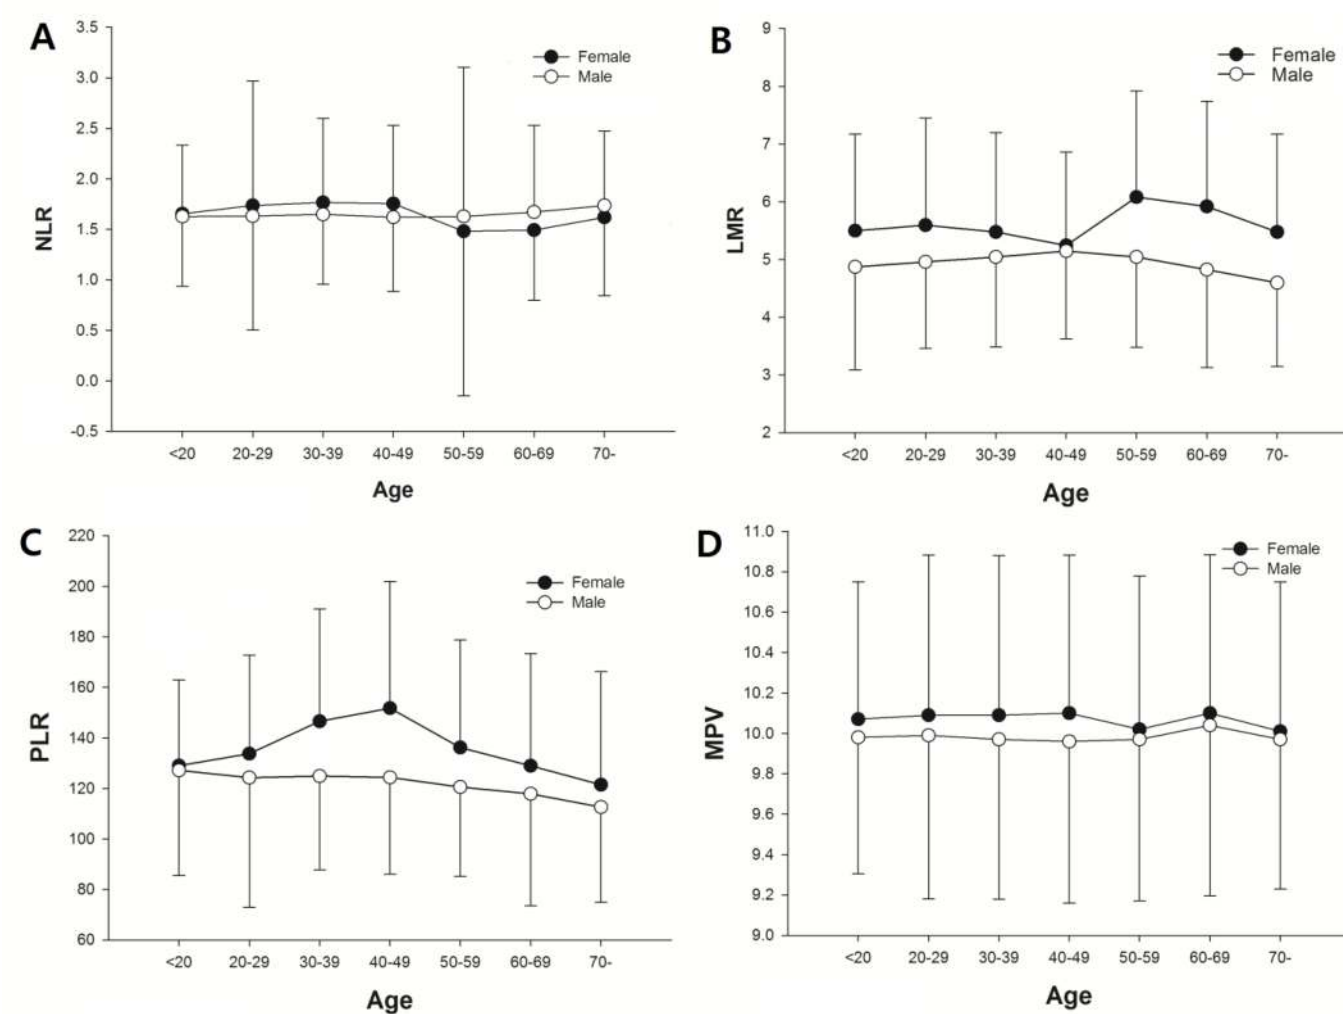 A
3.5
3.0
2.5
2.0
1.5
1.0
0.5
0.0
-0.5
NLR
Female
Male
<20 20-29 30-39 40-49 50-59 60-69 70-
Age
B
9
8
7
6
5
4
3
2
LMR
Female
Male
<20 20-29 30-39 40-49 50-59 60-69 70-
Age
C
220
200
180
160
140
120
100
80
60
PLR
Female
Male
<20 20-29 30-39 40-49 50-59 60-69 70-
Age
D
11.0
10.8
10.6
10.4
10.2
10.0
9.8
9.6
9.4
9.2
9.0
MPV
Female
Male
<20 20-29 30-39 40-49 50-59 60-69 70-
Age